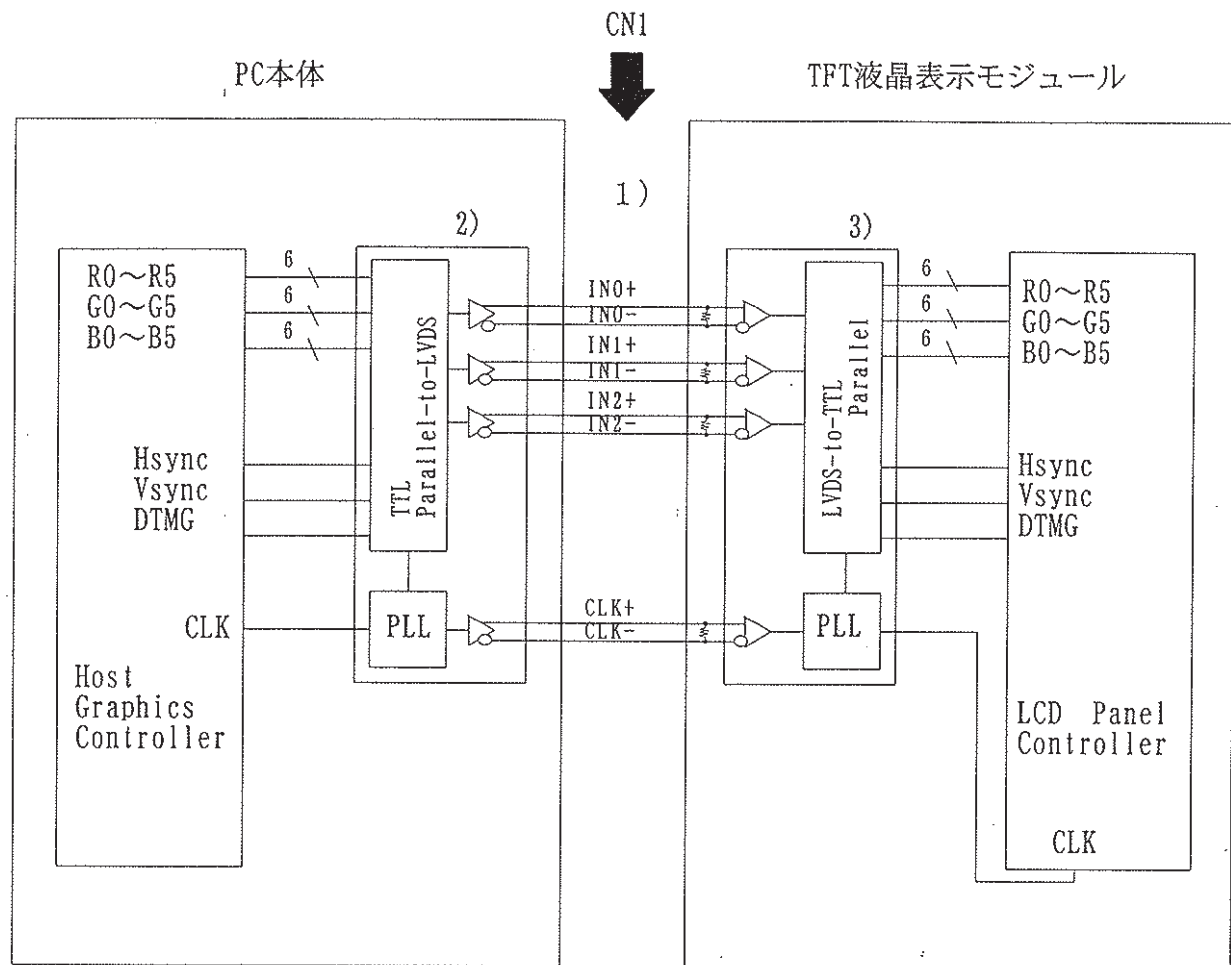 CN1
PC本体
TFT液晶表示モジュール
1)
2)
3)
R0～R5
G0～G5
B0～B5
6
6
6
Hsync
Vsync
DTMG
CLK
Host
Graphics
Controller
TTL
Parallel-to-LVDS
PLL
IN0+
IN0-
IN1+
IN1-
IN2+
IN2-
CLK+
CLK-
LVDS-to-TTL
Parallel
PLL
6
6
6
R0～R5
G0～G5
B0～B5
Hsync
Vsync
DTMG
LCD Panel
Controller
CLK